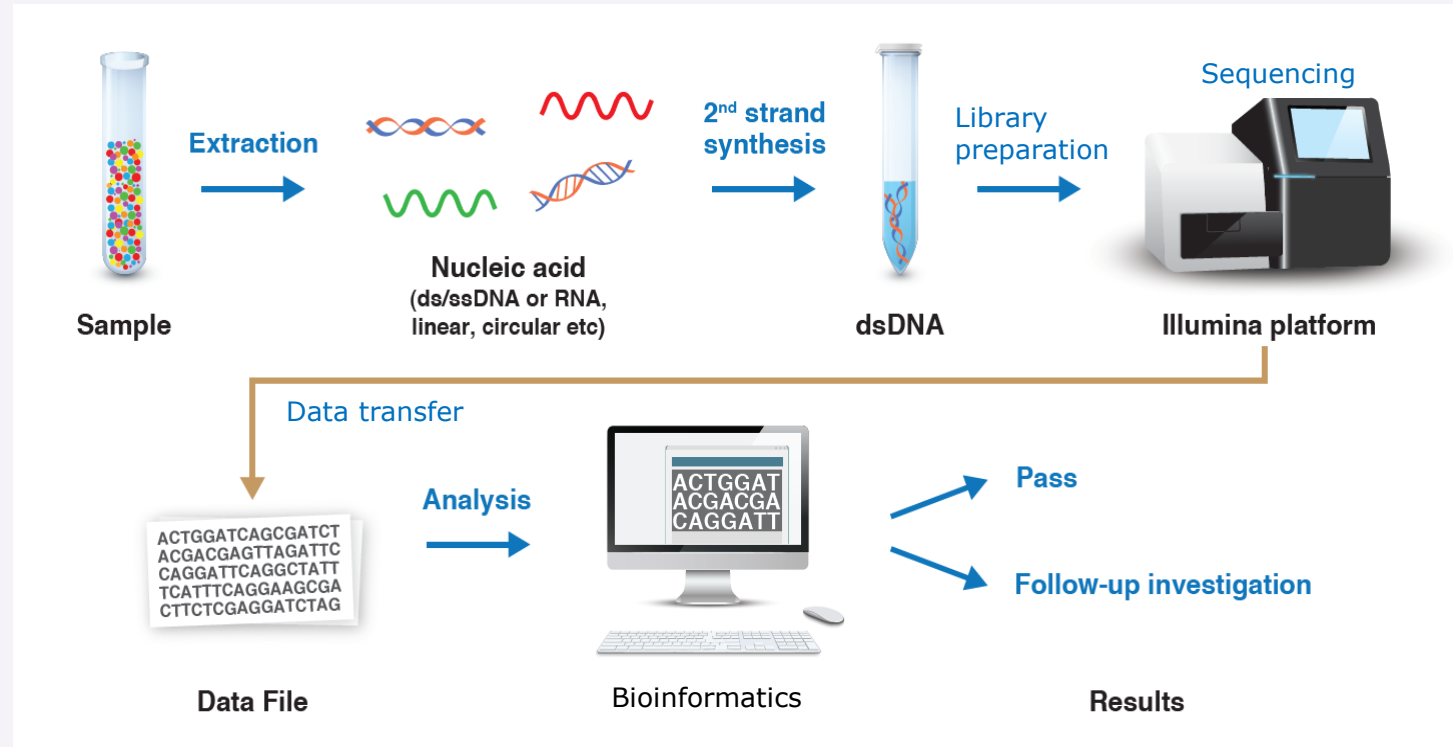 Sequencing
Extraction
2nd strand
synthesis
Library
preparation
Nucleic acid
(ds/ssDNA or RNA,
linear, circular etc)
Sample
dsDNA
Illumina platform
Data transfer
ACTGGATCAGCGATCT
ACGACGAGTTAGATTC
CAGGATTCAGGCTATT
TCATTTCAGGAAGCGA
CTTCTCGAGGATCTAG
Analysis
ACTGGAT
ACGACGA
CAGGATT
Pass
Follow-up investigation
Data File
Bioinformatics
Results